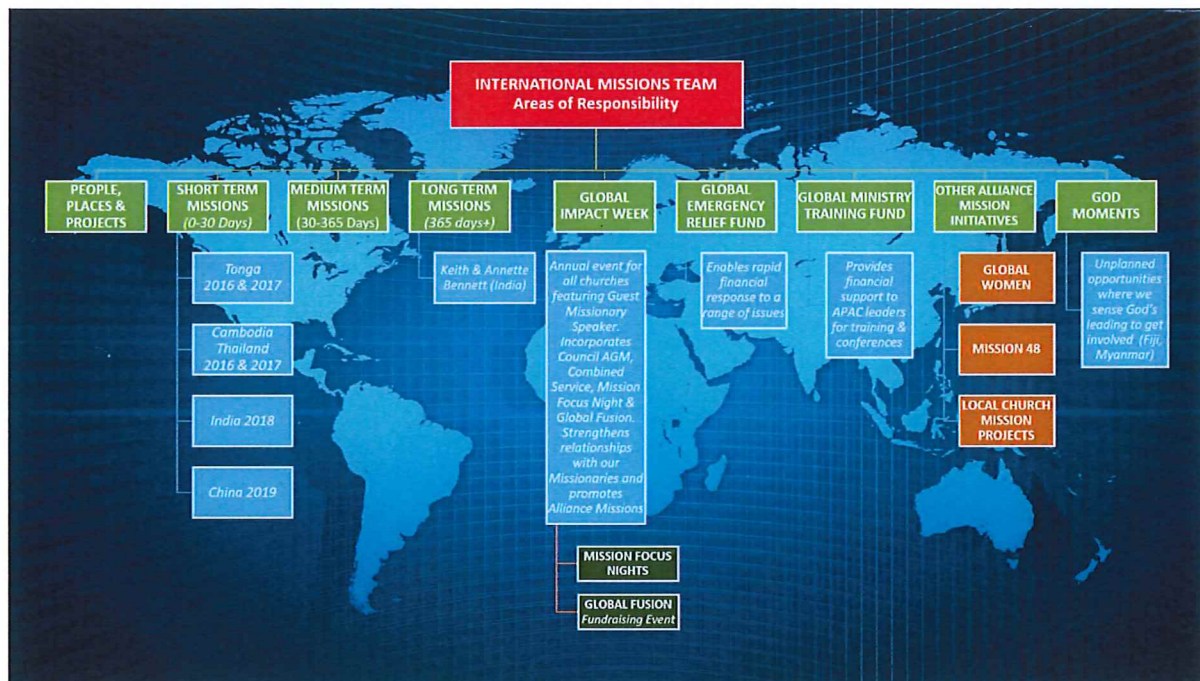 INTERNATIONAL MISSIONS TEAM
Areas of Responsibility
PEOPLE,
PLACES &
PROJECTS
SHORT TERM
MISSIONS
(0-30 Days)
MEDIUM TERM
MISSIONS
(30-365 Days)
LONG TERM
MISSIONS
(365 days+)
GLOBAL
IMPACT WEEK
GLOBAL
EMERGENCY
RELIEF FUND
GLOBAL MINISTRY
TRAINING FUND
OTHER ALLIANCE
MISSION
INITIATIVES
GOD
MOMENTS
Tonga
2016 & 2017
Cambodia
Thailand
2016 & 2017
India 2018
China 2019
Keith & Annette
Bennett (India)
Annual event for
all churches
featuring Guest
Missionary
Speaker.
Incorporates
Council AGM,
Combined
Service, Mission
Focus Night &
Global Fusion.
Strengthens
relationships
with our
Missionaries and
promotes
Alliance Missions
MISSION FOCUS
NIGHTS
GLOBAL FUSION
Fundraising Event
Enables rapid
financial
response to a
range of issues
Provides
financial
support to
APAC leaders
for training &
conferences
GLOBAL
WOMEN
MISSION 48
LOCAL CHURCH
MISSION
PROJECTS
Unplanned
opportunities
where we
sense God's
leading to get
involved (Fiji,
Myanmar)